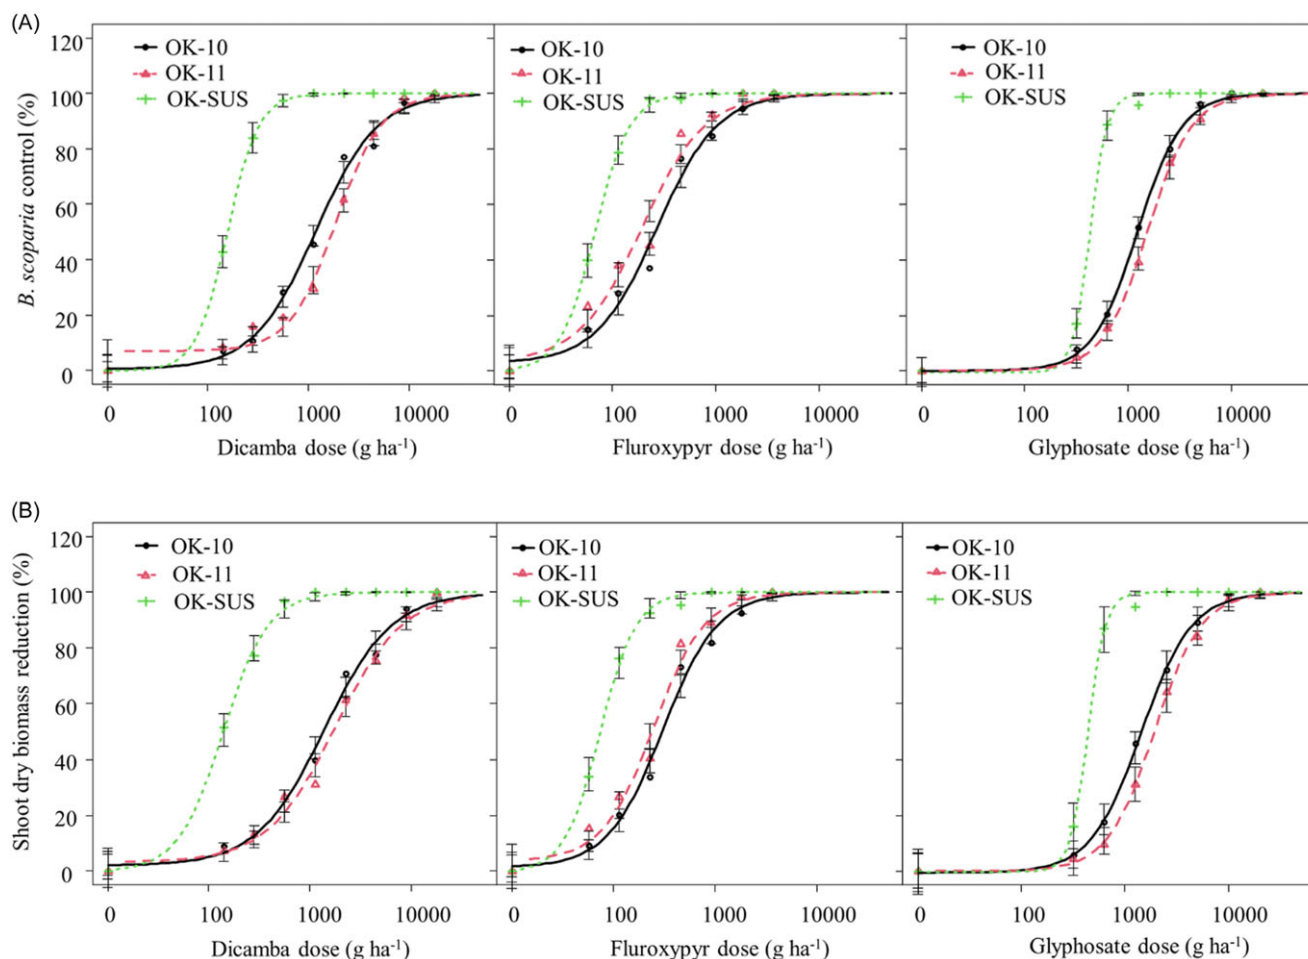 (A)
B. scoparia control (%)
120
100
80
60
40
20
0
OK-10
OK-11
OK-SUS
OK-10
OK-11
OK-SUS
OK-10
OK-11
OK-SUS
0 100 1000 10000
0 100 1000 10000
0 100 1000 10000
Dicamba dose (g ha⁻¹)
Fluroxypyr dose (g ha⁻¹)
Glyphosate dose (g ha⁻¹)
(B)
Shoot dry biomass reduction (%)
120
100
80
60
40
20
0
OK-10
OK-11
OK-SUS
OK-10
OK-11
OK-SUS
OK-10
OK-11
OK-SUS
0 100 1000 10000
0 100 1000 10000
0 100 1000 10000
Dicamba dose (g ha⁻¹)
Fluroxypyr dose (g ha⁻¹)
Glyphosate dose (g ha⁻¹)